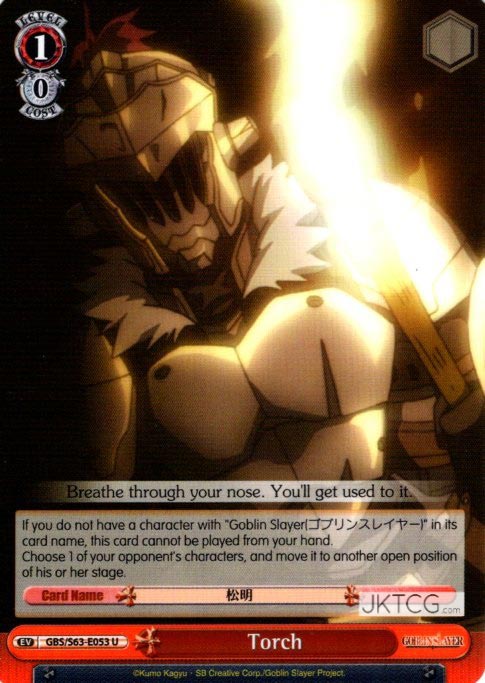 LEVEL
1
0
COST
Breathe through your nose. You'll get used to it.
If you do not have a character with "Goblin Slayer(ゴブリンスレイヤー)" in its
card name, this card cannot be played from your hand.
Choose 1 of your opponent's characters, and move it to another open position
of his or her stage.
Card Name
松明
JKTCG.com
EV
GBS/S63-E053 U
Torch
GOBLIN SLAYER
©Kumo Kagyu・SB Creative Corp./Goblin Slayer Project.